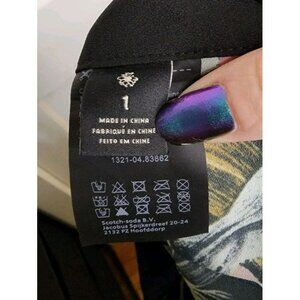 1
MADE IN CHINA
FABRIQUÉ EN CHINE
FEITO EM CHINE
1321-04.83862
Scotch-soda B.V.
Jacobus Spijkerdreef 20-24
2132 PZ Hoofddorp